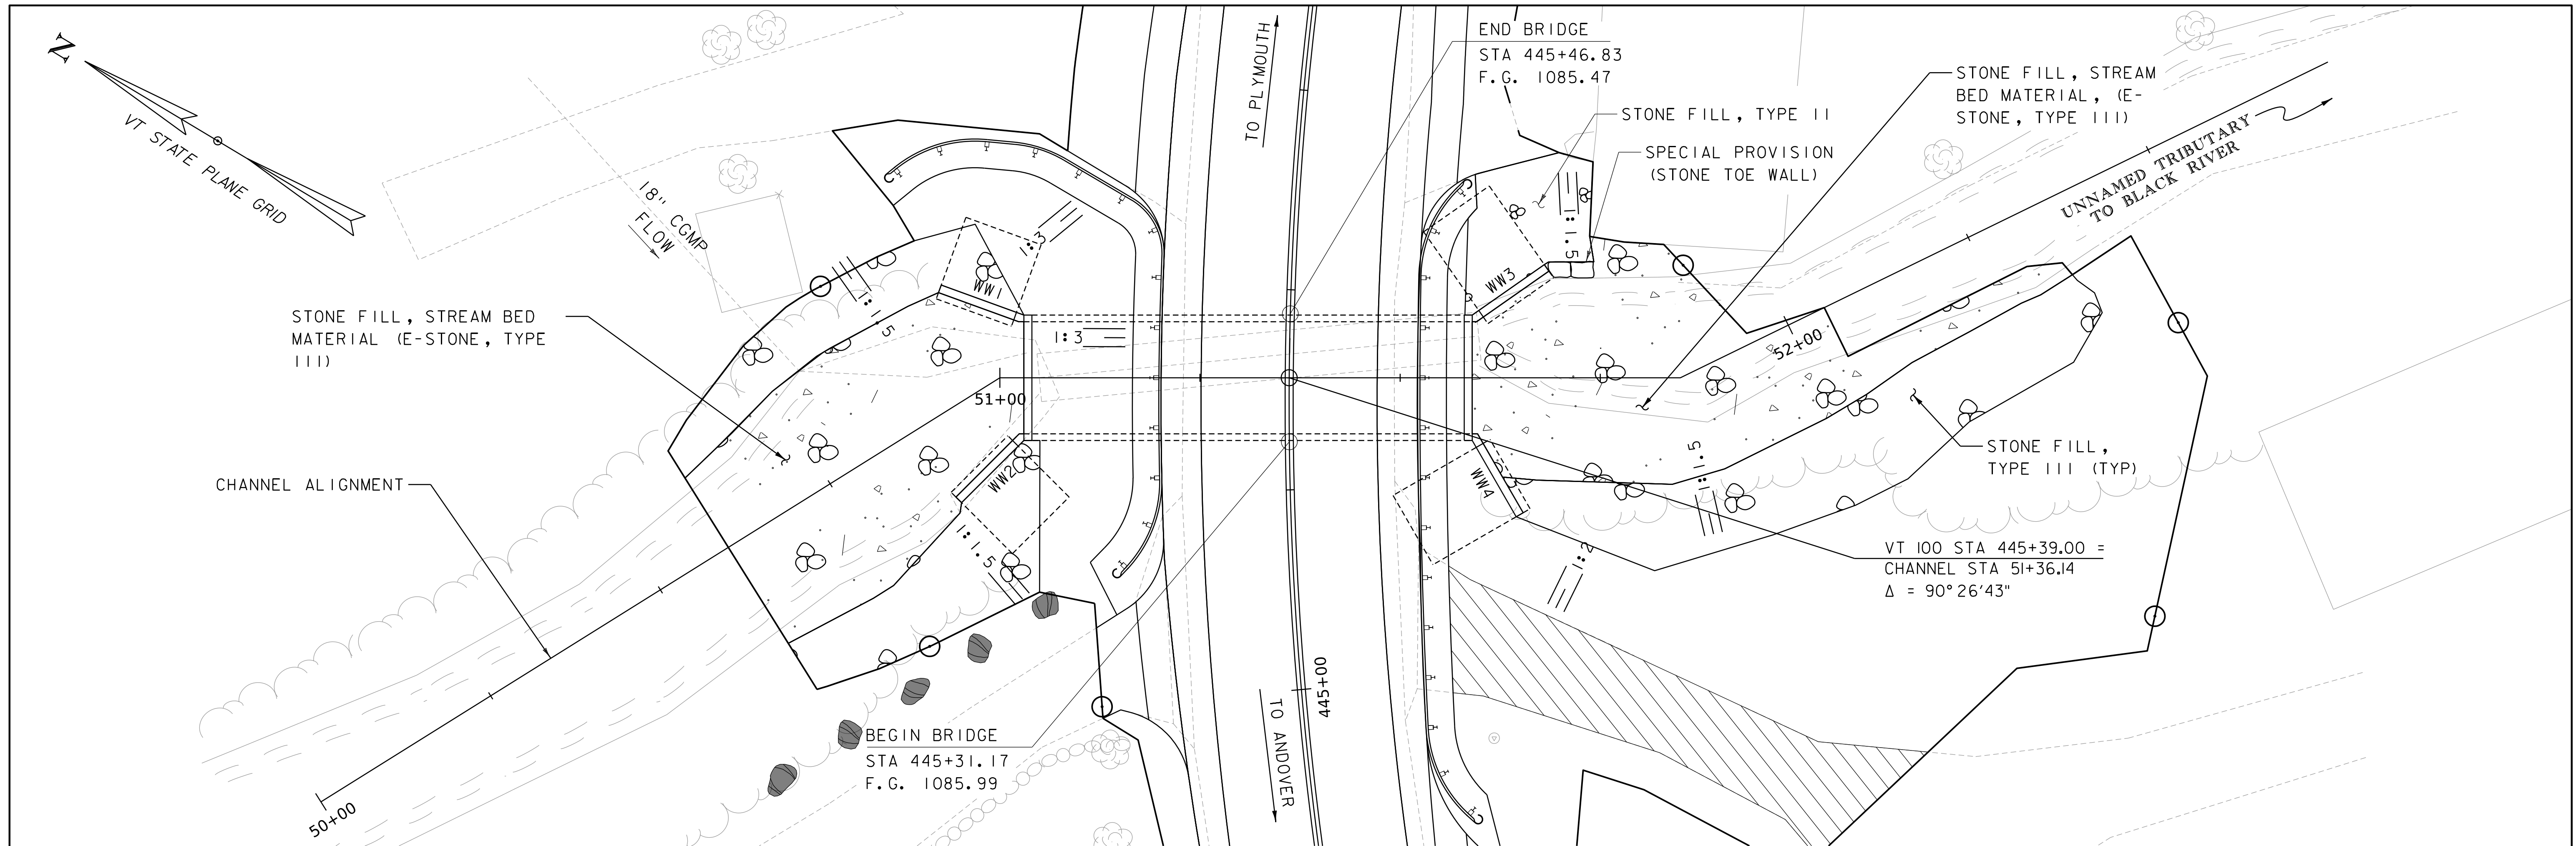 N
VT STATE PLANE GRID
TO PLYMOUTH
END BRIDGE
STA 445+46.83
F.G. 1085.47
STONE FILL, TYPE II
SPECIAL PROVISION
(STONE TOE WALL)
STONE FILL, STREAM
BED MATERIAL, (E-
STONE, TYPE III)
UNNAMED TRIBUTARY
TO BLACK RIVER
18" CGMP
FLOW
1:3
1:1.5
WW1
WW3
1:1.5
STONE FILL, STREAM BED
MATERIAL (E-STONE, TYPE
III)
1:3
52+00
51+00
CHANNEL ALIGNMENT
WW2
WW4
1:1.5
STONE FILL,
TYPE III (TYP)
1:1.5
1:2
VT 100 STA 445+39.00 =
CHANNEL STA 51+36.14
Δ = 90°26'43"
445+00
TO ANDOVER
BEGIN BRIDGE
STA 445+31.17
F.G. 1085.99
50+00